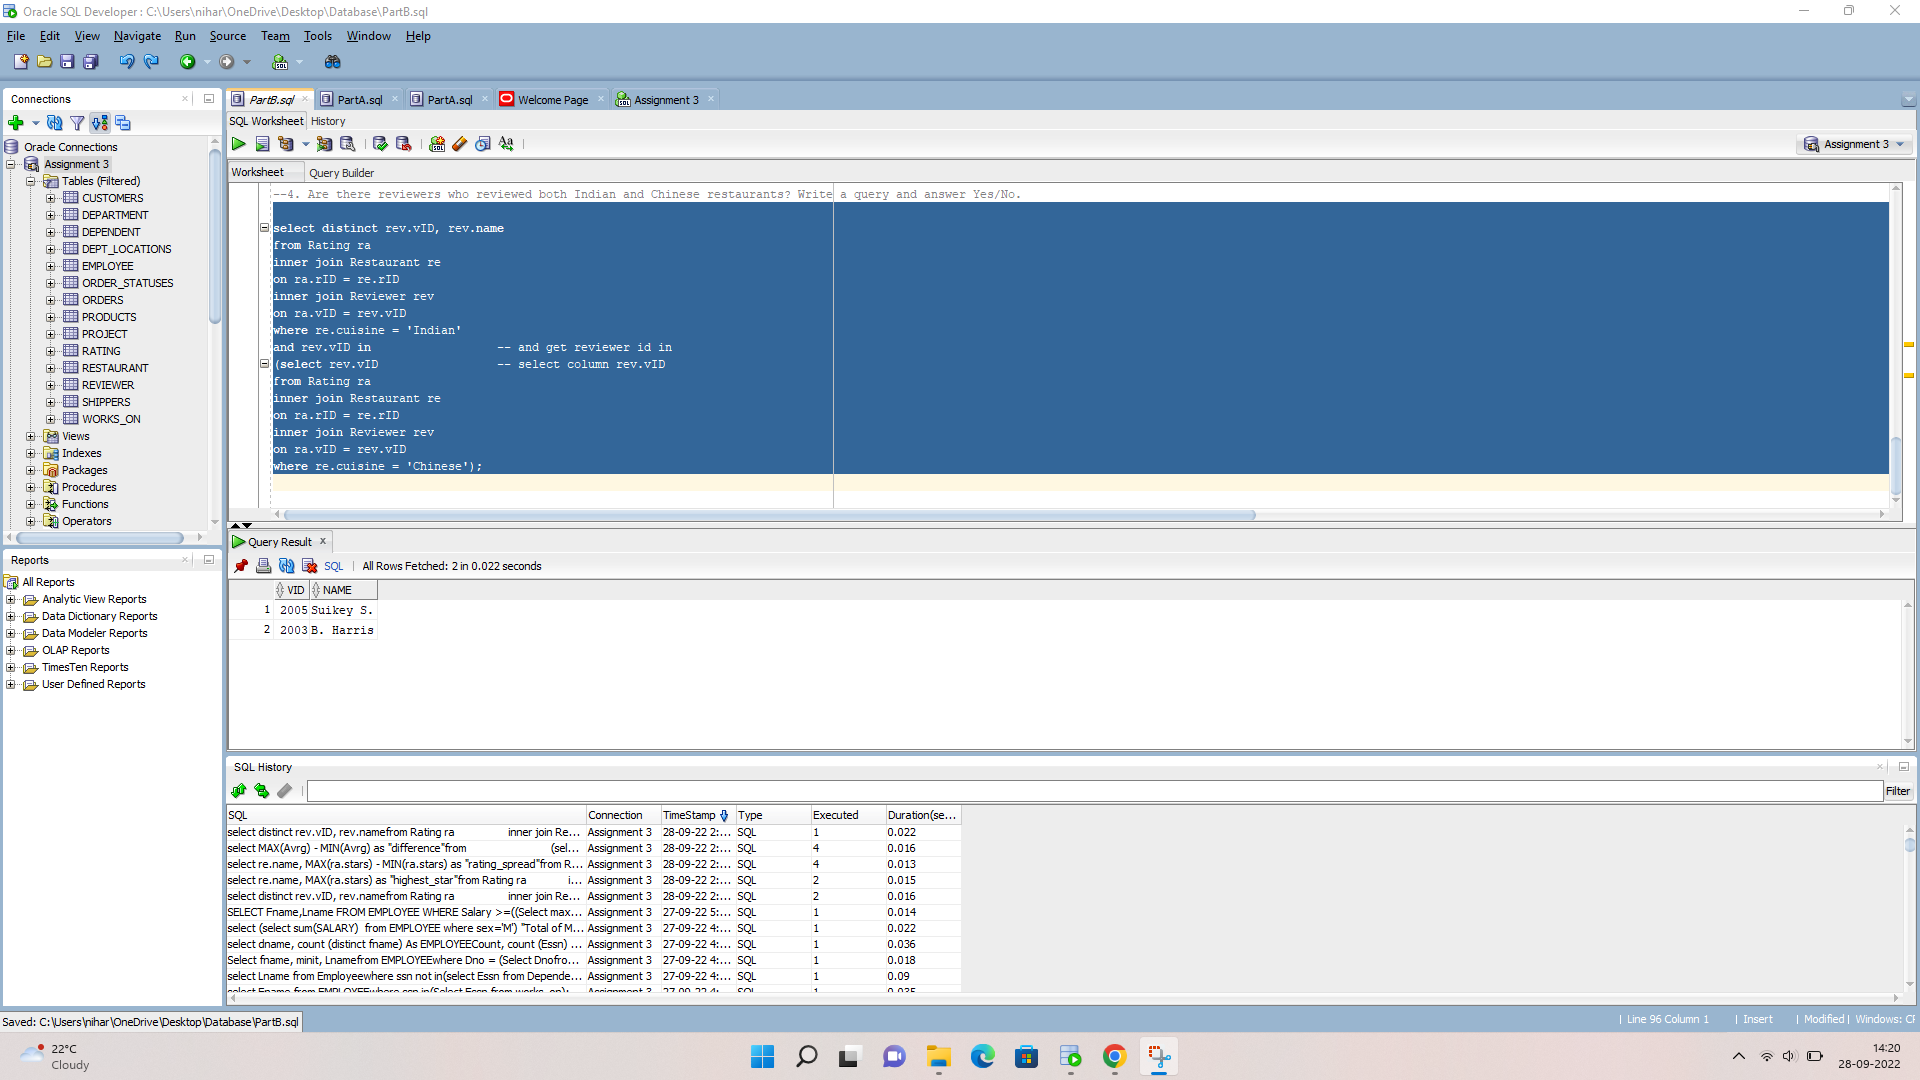 Oracle SQL Developer : C:\Users\nihar\OneDrive\Desktop\Database\PartB.sql
File Edit View Navigate Run Source Team Tools Window Help
Connections
Oracle Connections
Assignment 3
Tables (Filtered)
CUSTOMERS
DEPARTMENT
DEPENDENT
DEPT_LOCATIONS
EMPLOYEE
ORDER_STATUSES
ORDERS
PRODUCTS
PROJECT
RATING
RESTAURANT
REVIEWER
SHIPPERS
WORKS_ON
Views
Indexes
Packages
Procedures
Functions
Operators
Reports
All Reports
Analytic View Reports
Data Dictionary Reports
Data Modeler Reports
OLAP Reports
TimesTen Reports
User Defined Reports
PartB.sql PartA.sql PartA.sql Welcome Page Assignment 3
SQL Worksheet History
Assignment 3
Worksheet Query Builder
--4. Are there reviewers who reviewed both Indian and Chinese restaurants? Write a query and answer Yes/No.
select distinct rev.vID, rev.name
from Rating ra
inner join Restaurant re
on ra.rID = re.rID
inner join Reviewer rev
on ra.vID = rev.vID
where re.cuisine = 'Indian'
and rev.vID in -- and get reviewer id in
(select rev.vID -- select column rev.vID
from Rating ra
inner join Restaurant re
on ra.rID = re.rID
inner join Reviewer rev
on ra.vID = rev.vID
where re.cuisine = 'Chinese');
Query Result
SQL All Rows Fetched: 2 in 0.022 seconds
VID NAME
1 2005 Suikey S.
2 2003 B. Harris
SQL History
Filter
SQL Connection TimeStamp Type Executed Duration(se...
select distinct rev.vID, rev.namefrom Rating ra inner join Re... Assignment 3 28-09-22 2:... SQL 1 0.022
select MAX(Avrg) - MIN(Avrg) as "difference"from (sel... Assignment 3 28-09-22 2:... SQL 4 0.016
select re.name, MAX(ra.stars) - MIN(ra.stars) as "rating_spread"from R... Assignment 3 28-09-22 2:... SQL 4 0.013
select re.name, MAX(ra.stars) as "highest_star"from Rating ra i... Assignment 3 28-09-22 2:... SQL 2 0.015
select distinct rev.vID, rev.namefrom Rating ra inner join Re... Assignment 3 28-09-22 2:... SQL 2 0.016
SELECT Fname,Lname FROM EMPLOYEE WHERE Salary >=((Select max... Assignment 3 27-09-22 5:... SQL 1 0.014
select (select sum(SALARY) from EMPLOYEE where sex='M') "Total of M... Assignment 3 27-09-22 4:... SQL 1 0.022
select dname, count (distinct fname) As EMPLOYEECount, count (Essn) ... Assignment 3 27-09-22 4:... SQL 1 0.036
Select fname, minit, Lnamefrom EMPLOYEEwhere Dno = (Select Dnofro... Assignment 3 27-09-22 4:... SQL 1 0.018
select Lname from Employeewhere ssn not in(select Essn from Depende... Assignment 3 27-09-22 4:... SQL 1 0.09
select Fname from EMPLOYEEwhere ssn in(Select Essn from works_on); Assignment 3 27-09-22 4:... SQL 1 0.035
Saved: C:\Users\nihar\OneDrive\Desktop\Database\PartB.sql
Line 96 Column 1 Insert Modified Windows: CF
22°C
Cloudy
14:20
28-09-2022